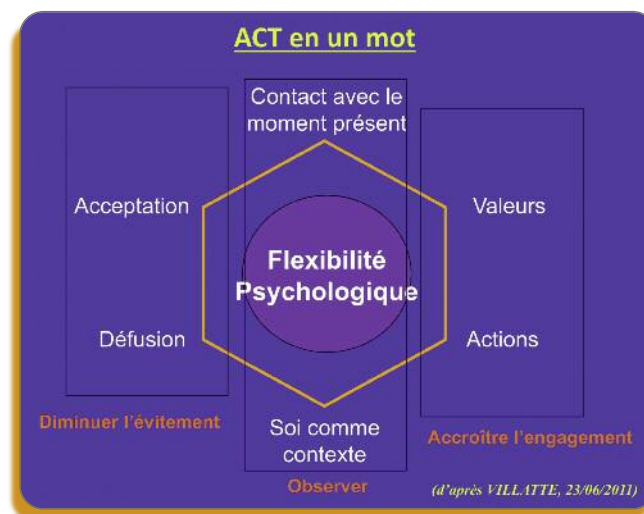 ACT en un mot
Contact avec le
moment présent
Acceptation
Valeurs
Flexibilité
Psychologique
Défusion
Actions
Diminuer l'évitement
Soi comme
contexte
Accroître l'engagement
Observer
(d'après VILLATTE, 23/06/2011)